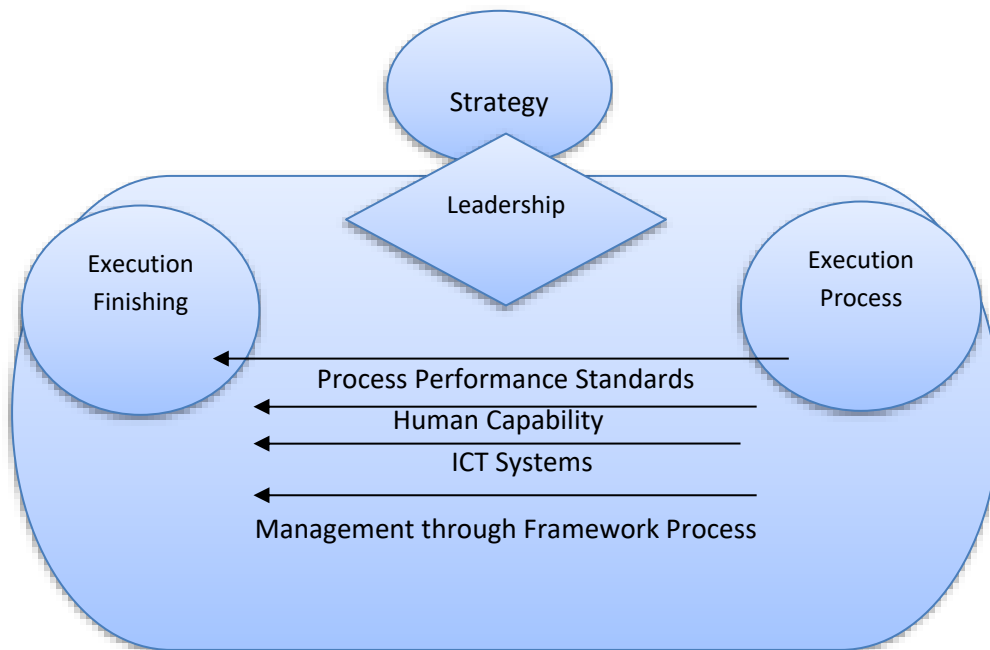 Strategy
Leadership
Execution
Finishing
Execution
Process
Process Performance Standards
Human Capability
ICT Systems
Management through Framework Process